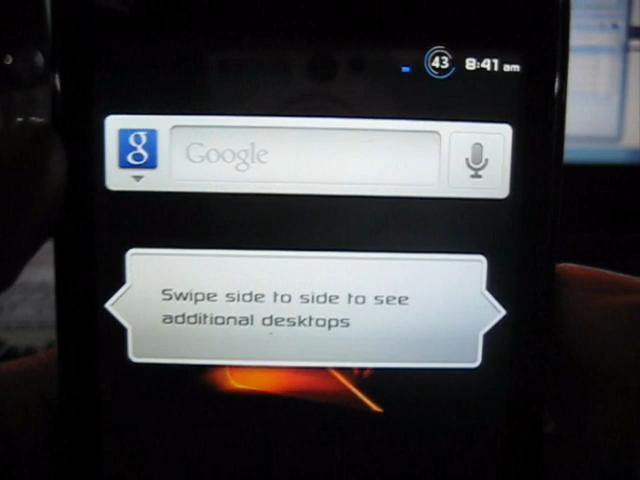 43 8:41 am
g Google
Swipe side to side to see
additional desktops